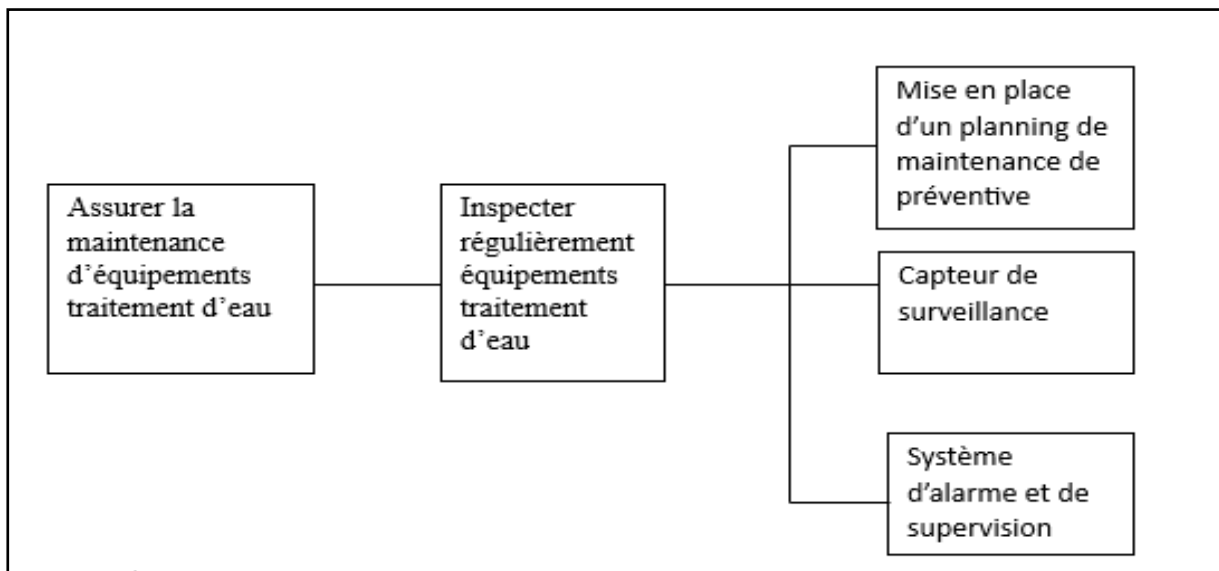 Assurer la
maintenance
d’équipements
traitement d’eau
Inspecter
régulièrement
équipements
traitement
d’eau
Mise en place
d’un planning de
maintenance de
préventive
Capteur de
surveillance
Système
d’alarme et de
supervision